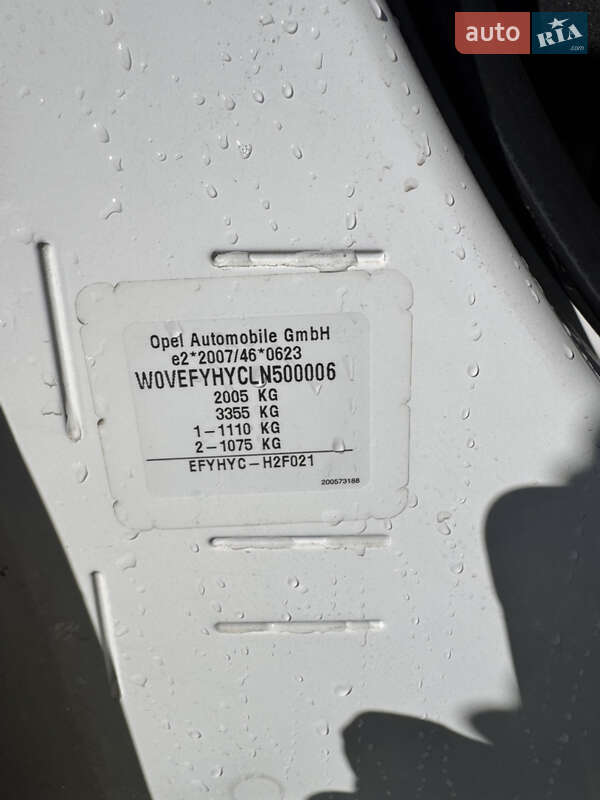 auto RIA .com
Opel Automobile GmbH
e2*2007/46*0623
W0VEFYHYCLN500006
2005 KG
3355 KG
1-1110 KG
2-1075 KG
EFYHYC-H2F021
200573188